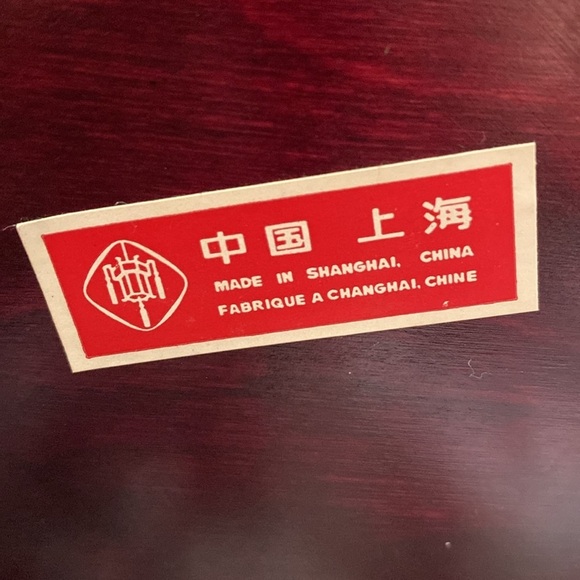 中国 上海
MADE IN SHANGHAI, CHINA
FABRIQUE A CHANGHAI, CHINE